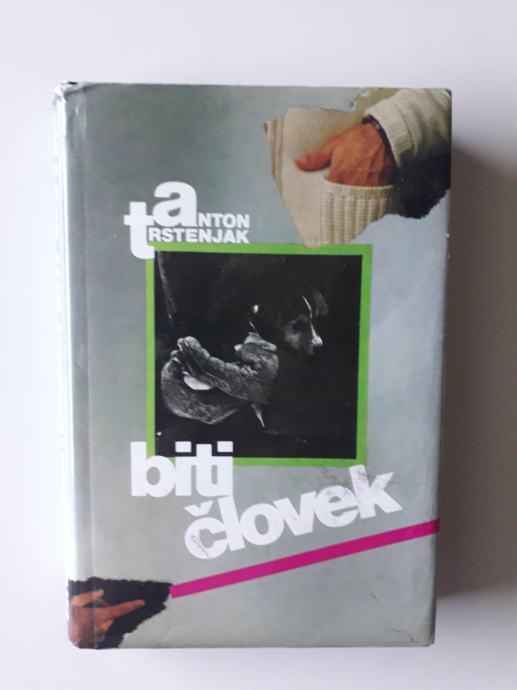 anton
trstenjak
biti
človek